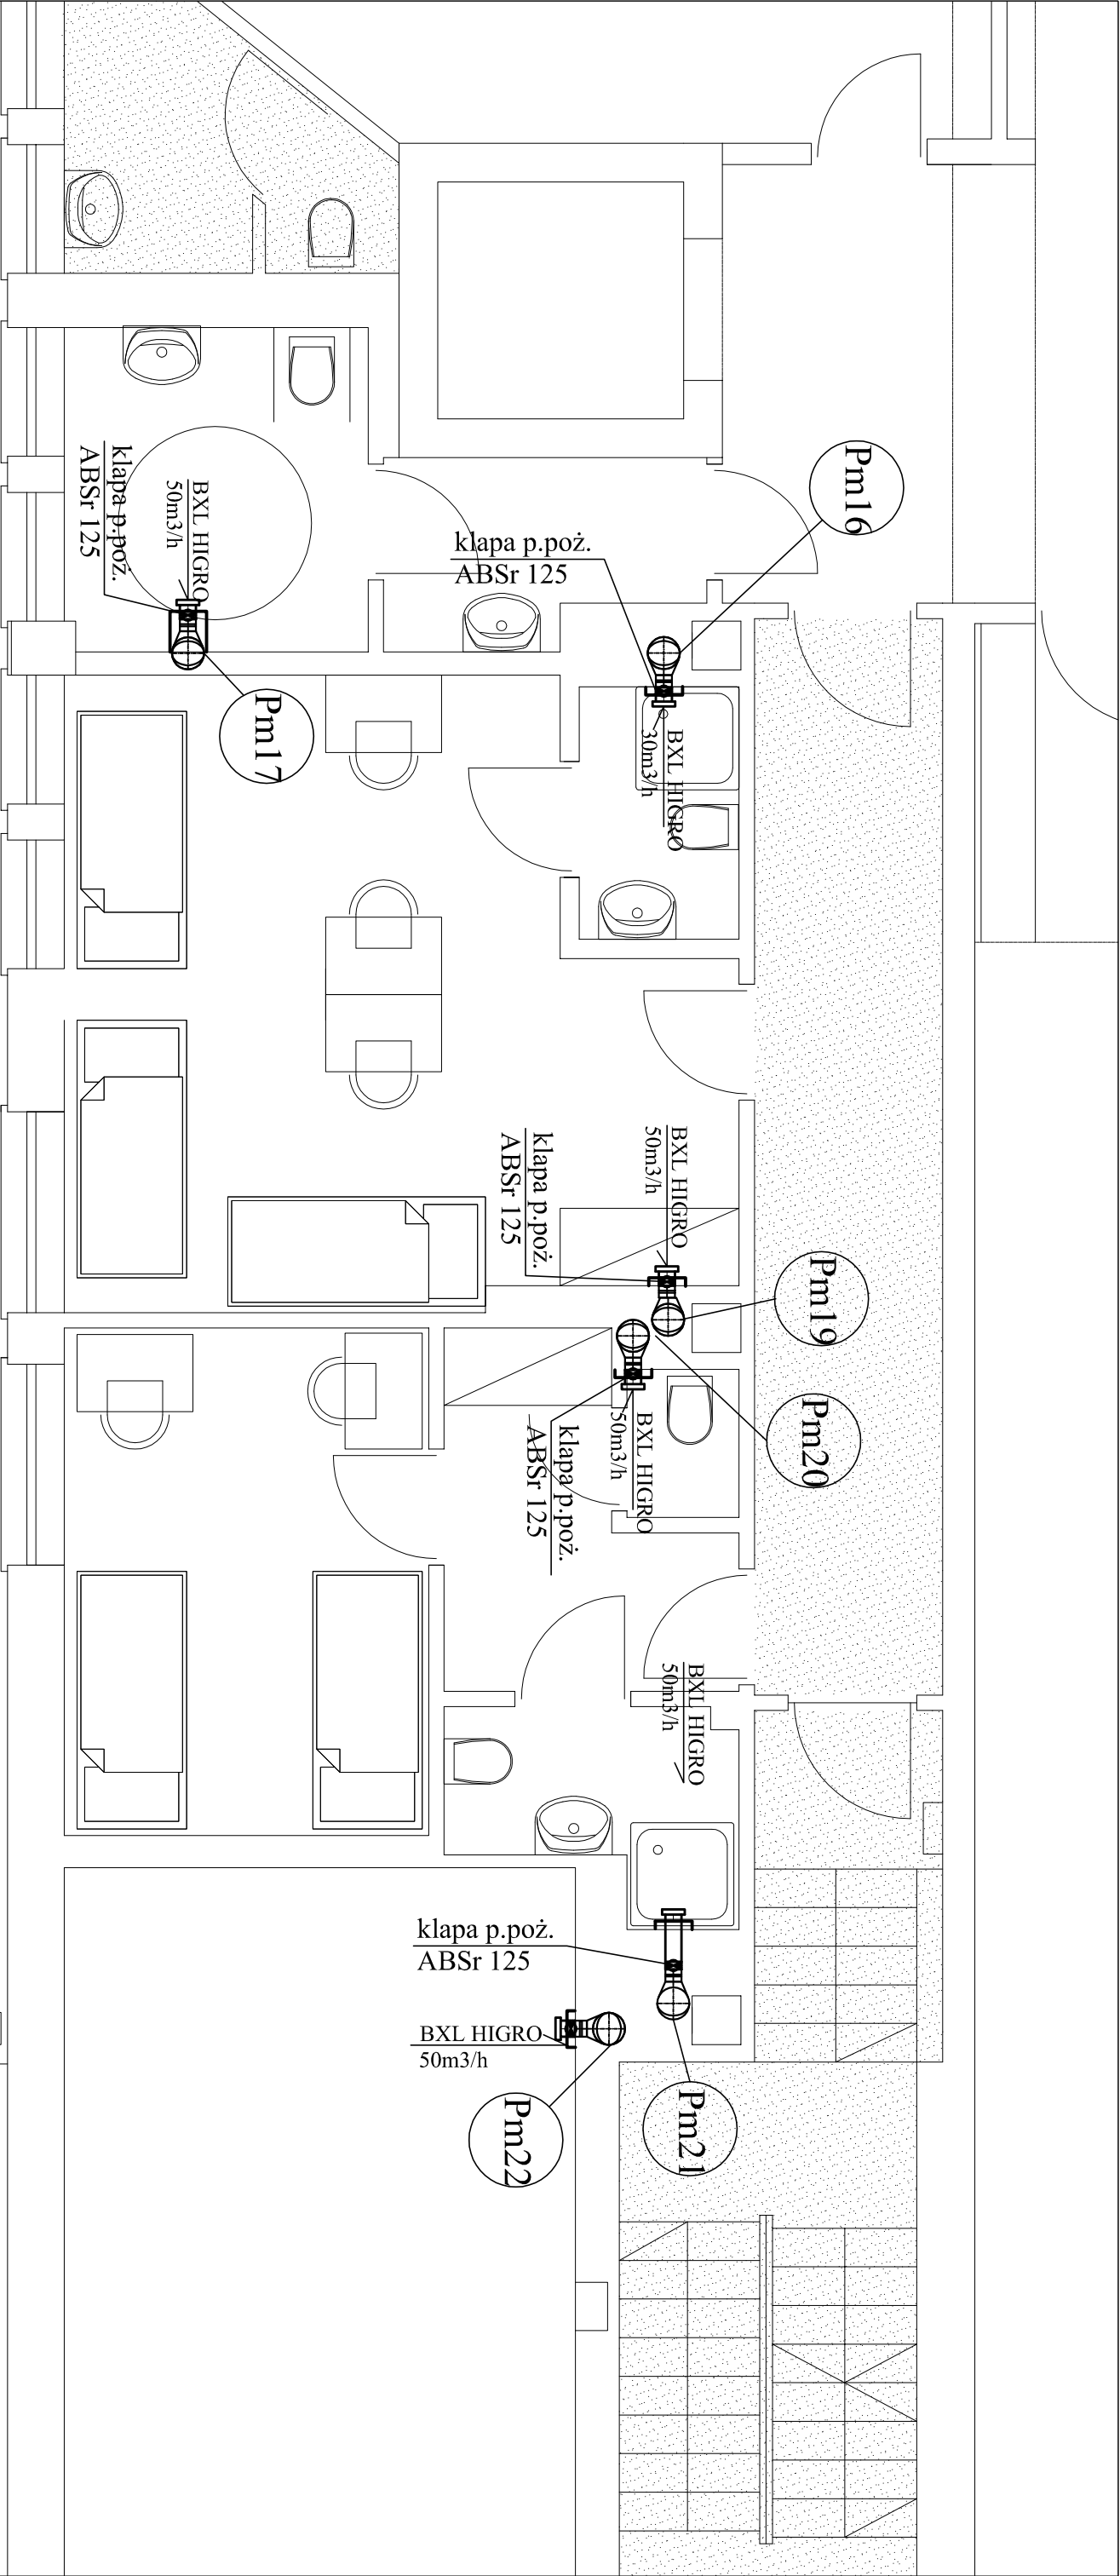 Pm16
klapa p.poż.
ABSr 125
BXL HIGRO
30m3/h
BXL HIGRO
50m3/h
klapa p.poż.
ABSr 125
Pm17
BXL HIGRO
50m3/h
klapa p.poż.
ABSr 125
Pm19
Pm20
BXL HIGRO
50m3/h
klapa p.poż.
ABSr 125
BXL HIGRO
50m3/h
klapa p.poż.
ABSr 125
BXL HIGRO
50m3/h
Pm21
Pm22